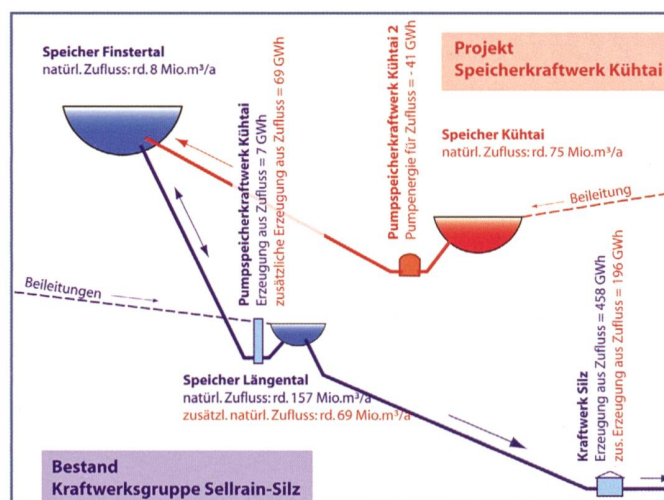 Speicher Finstertal
natürl. Zufluss: rd. 8 Mio.m³/a
Pumpspeicherkraftwerk Kühtai
Erzeugung aus Zufluss = 7 GWh
zusätzliche Erzeugung aus Zufluss = 69 GWh
Pumpspeicherkraftwerk Kühtai 2
Pumpenergie für Zufluss = - 41 GWh
Projekt
Speicherkraftwerk Kühtai
Speicher Kühtai
natürl. Zufluss: rd. 75 Mio.m³/a
Beileitung
Beileitungen
Speicher Längental
natürl. Zufluss: rd. 157 Mio.m³/a
zusätzl. natürl. Zufluss: rd. 69 Mio.m³/a
Kraftwerk Silz
Erzeugung aus Zufluss = 458 GWh
zus. Erzeugung aus Zufluss = 196 GWh
Bestand
Kraftwerksgruppe Sellrain-Silz